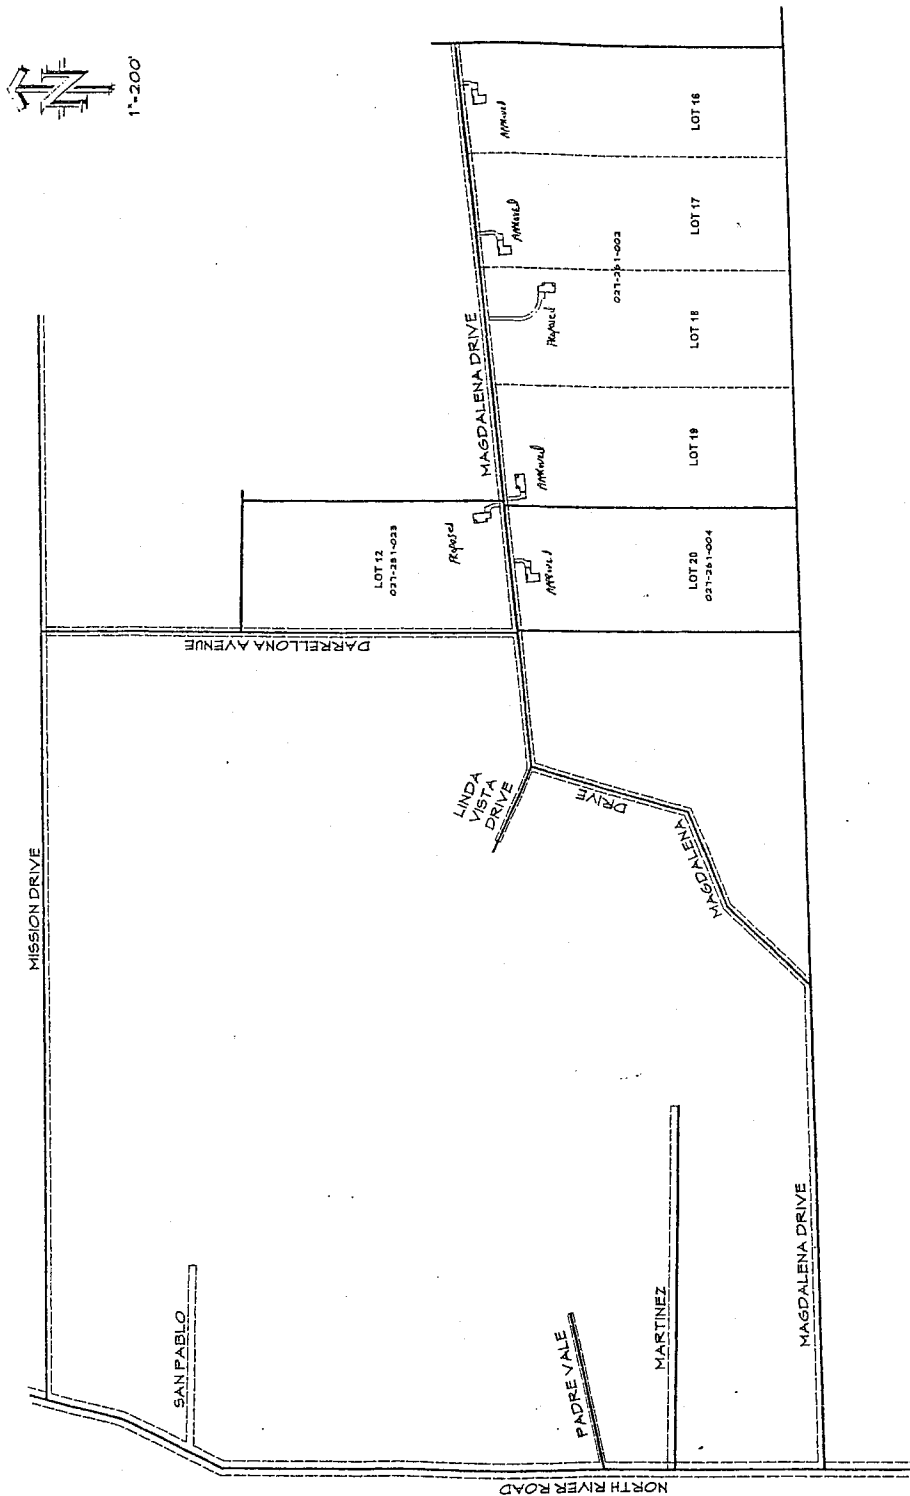 N
1"=200'
MISSION DRIVE
SAN PABLO
NORTH RIVER ROAD
PADRE VALE
MARTINEZ
MAGDALENA DRIVE
MAGDALENA
DRIVE
LINDA
VISTA
DRIVE
DARRELLONA AVENUE
LOT 12
027-281-023
Proposed
MAGDALENA DRIVE
Approved
LOT 20
027-261-004
Approved
LOT 19
Proposed
LOT 18
027-261-002
Approved
LOT 17
Approved
LOT 16